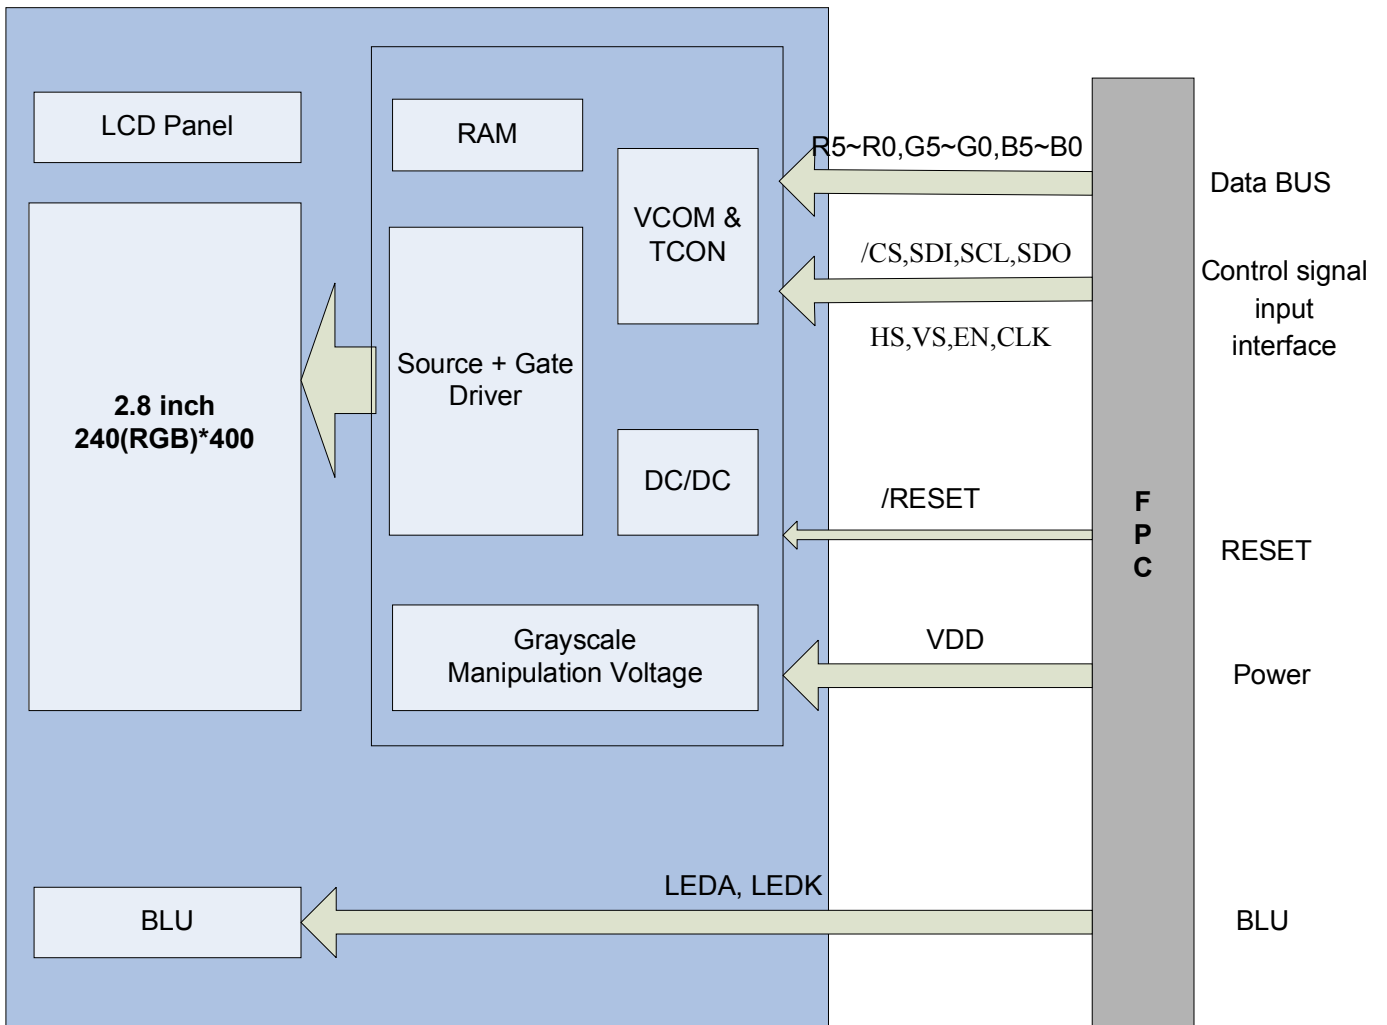 LCD Panel
RAM
R5~R0,G5~G0,B5~B0
Data BUS
VCOM &
TCON
/CS,SDI,SCL,SDO
Control signal
input
interface
HS,VS,EN,CLK
Source + Gate
Driver
2.8 inch
240(RGB)*400
DC/DC
/RESET
F
P
C
RESET
Grayscale
Manipulation Voltage
VDD
Power
LEDA, LEDK
BLU
BLU